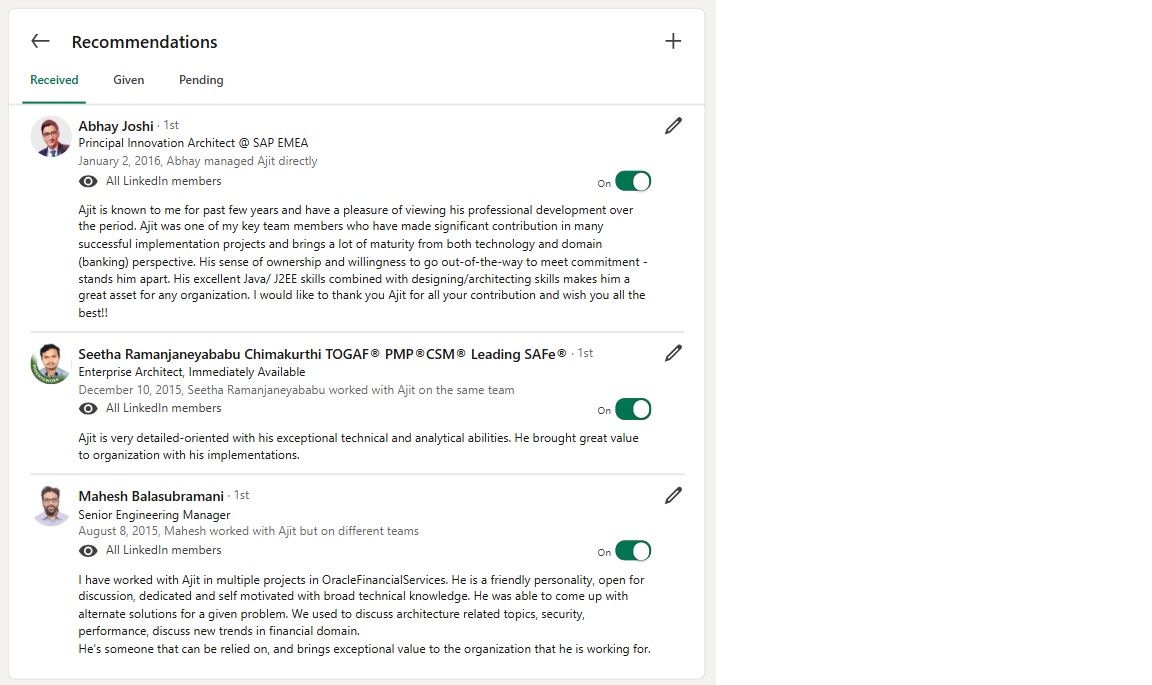 Recommendations
Received Given Pending
Abhay Joshi · 1st
Principal Innovation Architect @ SAP EMEA
January 2, 2016, Abhay managed Ajit directly
All LinkedIn members On
Ajit is known to me for past few years and have a pleasure of viewing his professional development over
the period. Ajit was one of my key team members who have made significant contribution in many
successful implementation projects and brings a lot of maturity from both technology and domain
(banking) perspective. His sense of ownership and willingness to go out-of-the-way to meet commitment -
stands him apart. His excellent Java/ J2EE skills combined with designing/architecting skills makes him a
great asset for any organization. I would like to thank you Ajit for all your contribution and wish you all the
best!!
Seetha Ramanjaneyababu Chimakurthi TOGAF® PMP®CSM® Leading SAFe® · 1st
Enterprise Architect, Immediately Available
December 10, 2015, Seetha Ramanjaneyababu worked with Ajit on the same team
All LinkedIn members On
Ajit is very detailed-oriented with his exceptional technical and analytical abilities. He brought great value
to organization with his implementations.
Mahesh Balasubramani · 1st
Senior Engineering Manager
August 8, 2015, Mahesh worked with Ajit but on different teams
All LinkedIn members On
I have worked with Ajit in multiple projects in OracleFinancialServices. He is a friendly personality, open for
discussion, dedicated and self motivated with broad technical knowledge. He was able to come up with
alternate solutions for a given problem. We used to discuss architecture related topics, security,
performance, discuss new trends in financial domain.
He's someone that can be relied on, and brings exceptional value to the organization that he is working for.